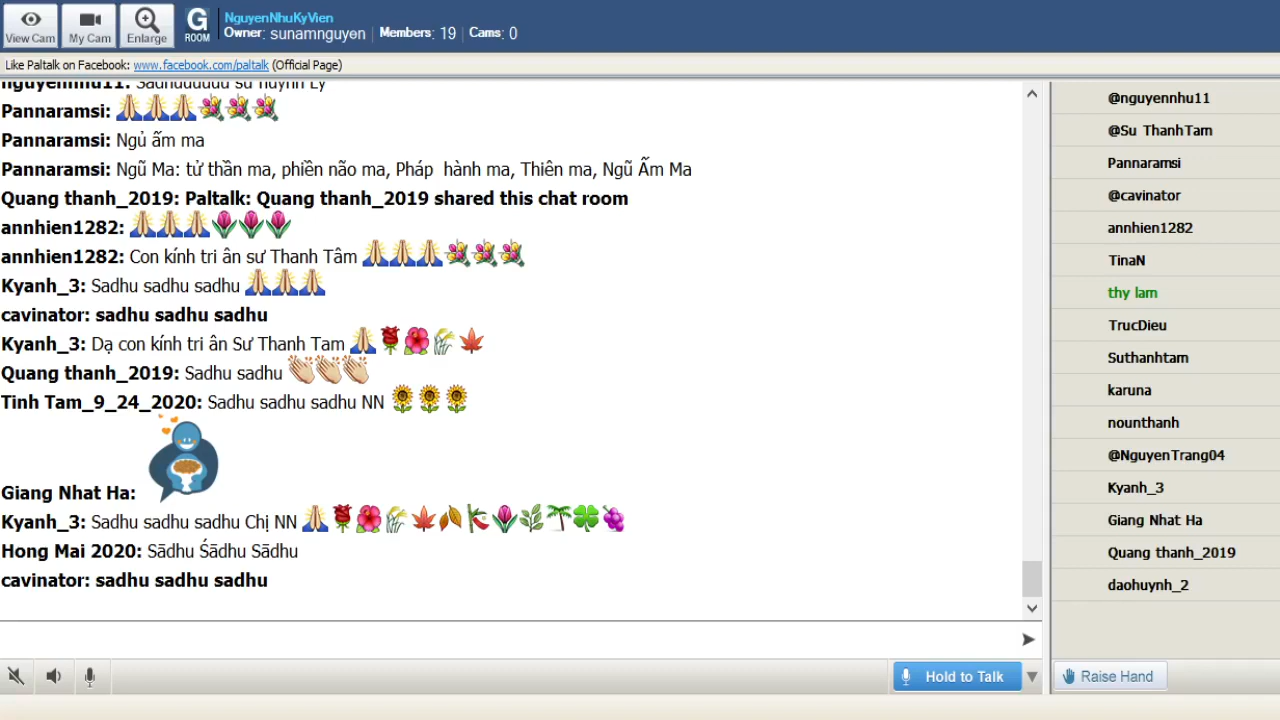 View Cam
My Cam
Enlarge
G
ROOM
NguyenNhuKyVien
Owner: sunamnguyen | Members: 19 | Cams: 0
Like Paltalk on Facebook: www.facebook.com/paltalk (Official Page)
nguyennhu11: Sadhuuuuuu sư huynh Lý
Pannaramsi:
Pannaramsi: Ngủ ấm ma
Pannaramsi: Ngũ Ma: tử thần ma, phiền não ma, Pháp hành ma, Thiên ma, Ngũ Ấm Ma
Quang thanh_2019: Paltalk: Quang thanh_2019 shared this chat room
annhien1282:
annhien1282: Con kính tri ân sư Thanh Tâm
Kyanh_3: Sadhu sadhu sadhu
cavinator: sadhu sadhu sadhu
Kyanh_3: Dạ con kính tri ân Sư Thanh Tam
Quang thanh_2019: Sadhu sadhu
Tinh Tam_9_24_2020: Sadhu sadhu sadhu NN
Giang Nhat Ha:
Kyanh_3: Sadhu sadhu sadhu Chị NN
Hong Mai 2020: Sādhu Śādhu Sādhu
cavinator: sadhu sadhu sadhu
Hold to Talk
@nguyennhu11
@Su ThanhTam
Pannaramsi
@cavinator
annhien1282
TinaN
thy lam
TrucDieu
Suthanhtam
karuna
nounthanh
@NguyenTrang04
Kyanh_3
Giang Nhat Ha
Quang thanh_2019
daohuynh_2
Raise Hand